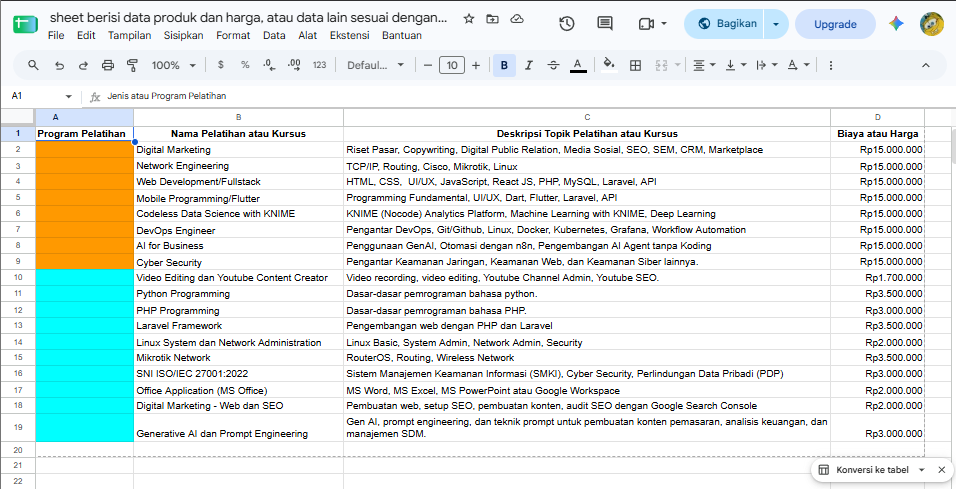 sheet berisi data produk dan harga, atau data lain sesuai dengan...
Bagikan
Upgrade
File Edit Tampilan Sisipkan Format Data Alat Ekstensi Bantuan
100% $ % .0 .00 123 Defaul... − 10 + B I A
A1 fx Jenis atau Program Pelatihan
A B C D
1 Program Pelatihan Nama Pelatihan atau Kursus Deskripsi Topik Pelatihan atau Kursus Biaya atau Harga
2 Digital Marketing Riset Pasar, Copywriting, Digital Public Relation, Media Sosial, SEO, SEM, CRM, Marketplace Rp15.000.000
3 Network Engineering TCP/IP, Routing, Cisco, Mikrotik, Linux Rp15.000.000
4 Web Development/Fullstack HTML, CSS, UI/UX, JavaScript, React JS, PHP, MySQL, Laravel, API Rp15.000.000
5 Mobile Programming/Flutter Programming Fundamental, UI/UX, Dart, Flutter, Laravel, API Rp15.000.000
6 Codeless Data Science with KNIME KNIME (Nocode) Analytics Platform, Machine Learning with KNIME, Deep Learning Rp15.000.000
7 DevOps Engineer Pengantar DevOps, Git/Github, Linux, Docker, Kubernetes, Grafana, Workflow Automation Rp15.000.000
8 AI for Business Penggunaan GenAI, Otomasi dengan n8n, Pengembangan AI Agent tanpa Koding Rp15.000.000
9 Cyber Security Pengantar Keamanan Jaringan, Keamanan Web, dan Keamanan Siber lainnya. Rp15.000.000
10 Video Editing dan Youtube Content Creator Video recording, video editing, Youtube Channel Admin, Youtube SEO. Rp1.700.000
11 Python Programming Dasar-dasar pemrograman bahasa python. Rp3.500.000
12 PHP Programming Dasar-dasar pemrograman bahasa PHP. Rp3.000.000
13 Laravel Framework Pengembangan web dengan PHP dan Laravel Rp3.500.000
14 Linux System dan Network Administration Linux Basic, System Admin, Network Admin, Security Rp2.000.000
15 Mikrotik Network RouterOS, Routing, Wireless Network Rp3.500.000
16 SNI ISO/IEC 27001:2022 Sistem Manajemen Keamanan Informasi (SMKI), Cyber Security, Perlindungan Data Pribadi (PDP) Rp3.000.000
17 Office Application (MS Office) MS Word, MS Excel, MS PowerPoint atau Google Workspace Rp2.000.000
18 Digital Marketing - Web dan SEO Pembuatan web, setup SEO, pembuatan konten, audit SEO dengan Google Search Console Rp2.000.000
Gen AI, prompt engineering, dan teknik prompt untuk pembuatan konten pemasaran, analisis keuangan, dan
19 Generative AI dan Prompt Engineering manajemen SDM. Rp3.000.000
20
21
22
Konversi ke tabel